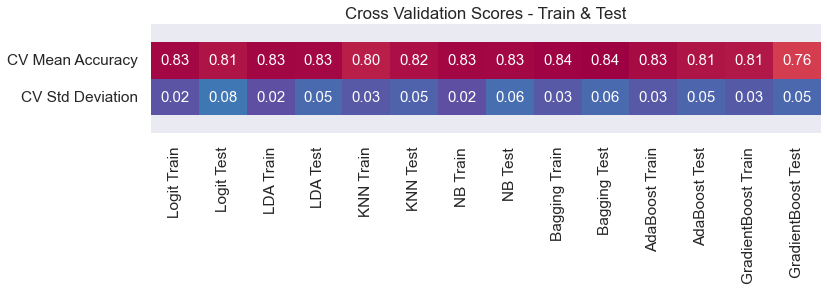 Cross Validation Scores - Train & Test
CV Mean Accuracy 0.83 0.81 0.83 0.83 0.80 0.82 0.83 0.83 0.84 0.84 0.83 0.81 0.81 0.76
CV Std Deviation 0.02 0.08 0.02 0.05 0.03 0.05 0.02 0.06 0.03 0.06 0.03 0.05 0.03 0.05
Logit Train
Logit Test
LDA Train
LDA Test
KNN Train
KNN Test
NB Train
NB Test
Bagging Train
Bagging Test
AdaBoost Train
AdaBoost Test
GradientBoost Train
GradientBoost Test